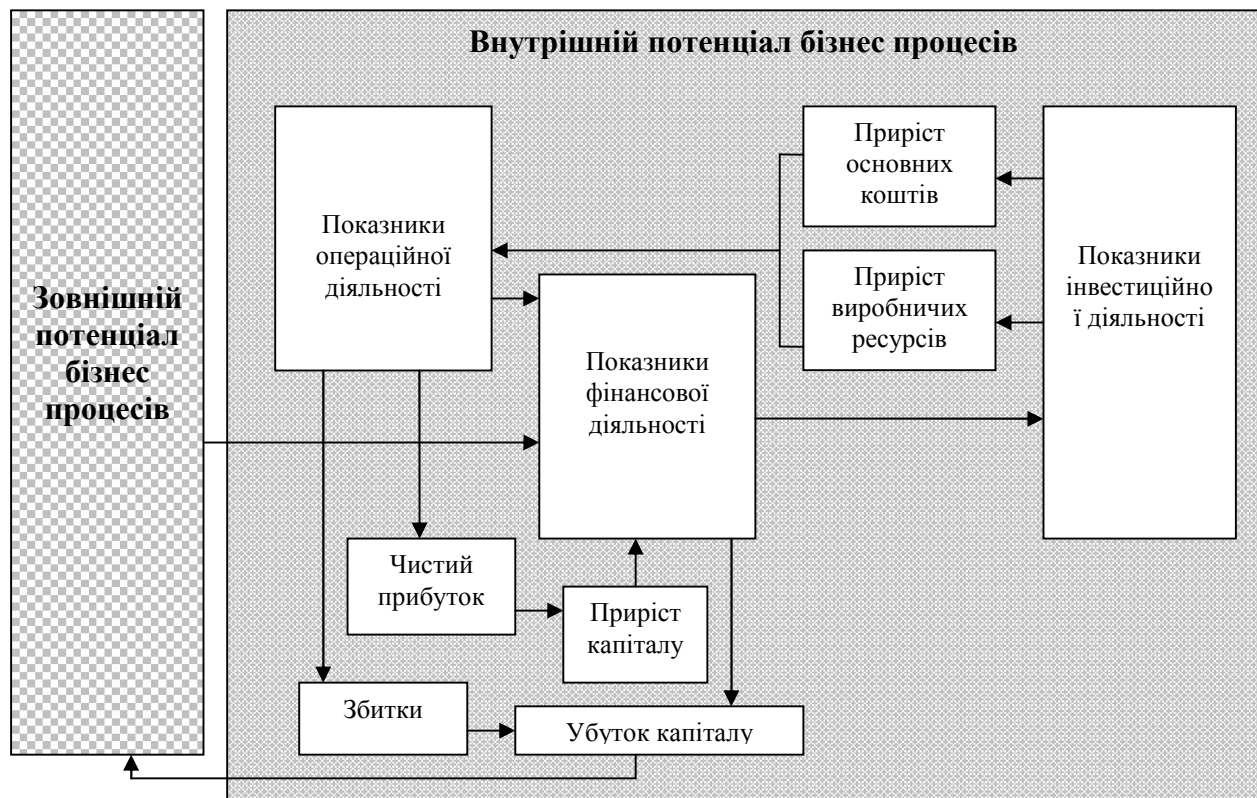 Внутрішній потенціал бізнес процесів
Зовнішній
потенціал
бізнес
процесів
Показники
операційної
діяльності
Приріст
основних
коштів
Приріст
виробничих
ресурсів
Показники
інвестиційно
ї діяльності
Показники
фінансової
діяльності
Чистий
прибуток
Приріст
капіталу
Збитки
Убуток капіталу